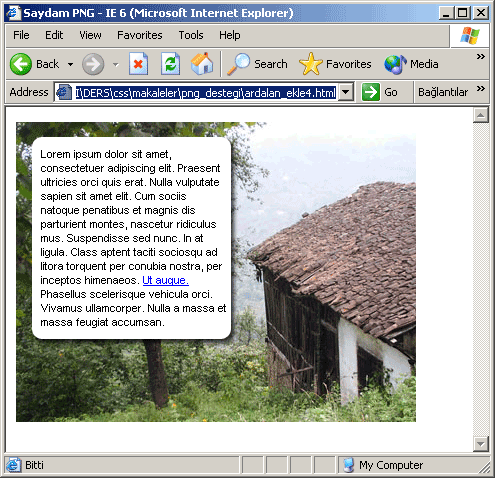 Saydam PNG - IE 6 (Microsoft Internet Explorer)
File Edit View Favorites Tools Help
Back Search Favorites Media
Address I\DERS\css\makaleler\png_destegi\ardalan_ekle4.html Go Bağlantılar
Lorem ipsum dolor sit amet,
consectetuer adipiscing elit. Praesent
ultricies orci quis erat. Nulla vulputate
sapien sit amet elit. Cum sociis
natoque penatibus et magnis dis
parturient montes, nascetur ridiculus
mus. Suspendisse sed nunc. In at
ligula. Class aptent taciti sociosqu ad
litora torquent per conubia nostra, per
inceptos himenaeos. Ut augue.
Phasellus scelerisque vehicula orci.
Vivamus ullamcorper. Nulla a massa et
massa feugiat accumsan.
Bitti My Computer